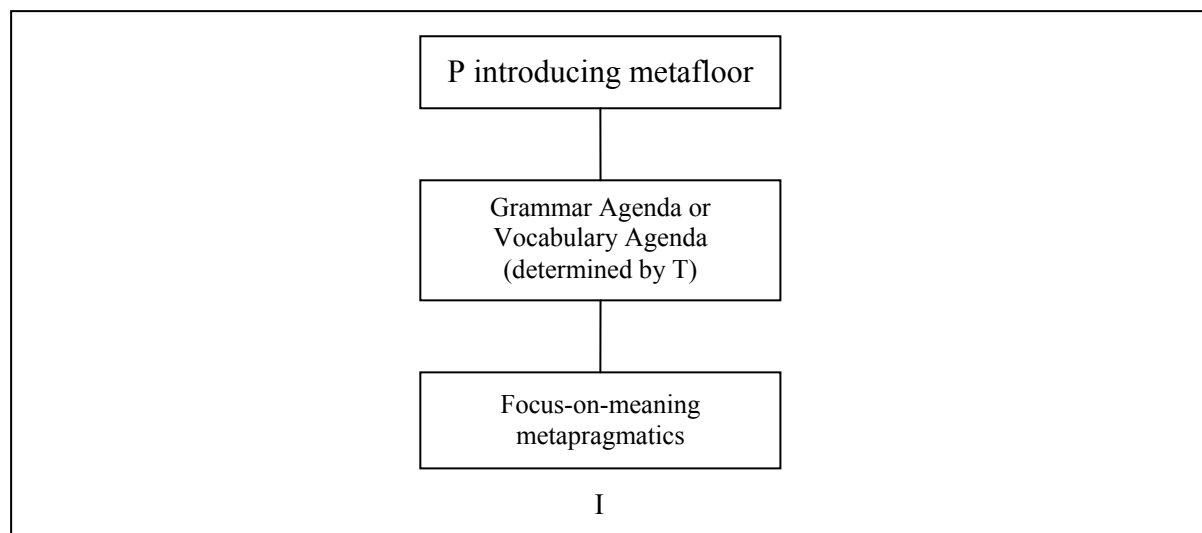 P introducing metafloor
Grammar Agenda or
Vocabulary Agenda
(determined by T)
Focus-on-meaning
metapragmatics
I